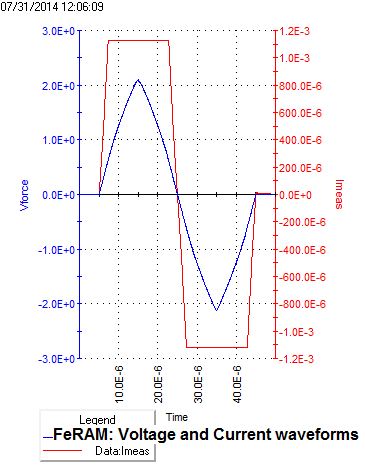 07/31/2014 12:06:09
3.0E+0
2.0E+0
1.0E+0
0.0E+0
-1.0E+0
-2.0E+0
-3.0E+0
Vforce
1.2E-3
1.0E-3
800.0E-6
600.0E-6
400.0E-6
200.0E-6
0.0E+0
-200.0E-6
-400.0E-6
-600.0E-6
-800.0E-6
-1.0E-3
-1.2E-3
Imeas
10.0E-6
20.0E-6
30.0E-6
40.0E-6
Time
Legend
FeRAM: Voltage and Current waveforms
Data:Imeas